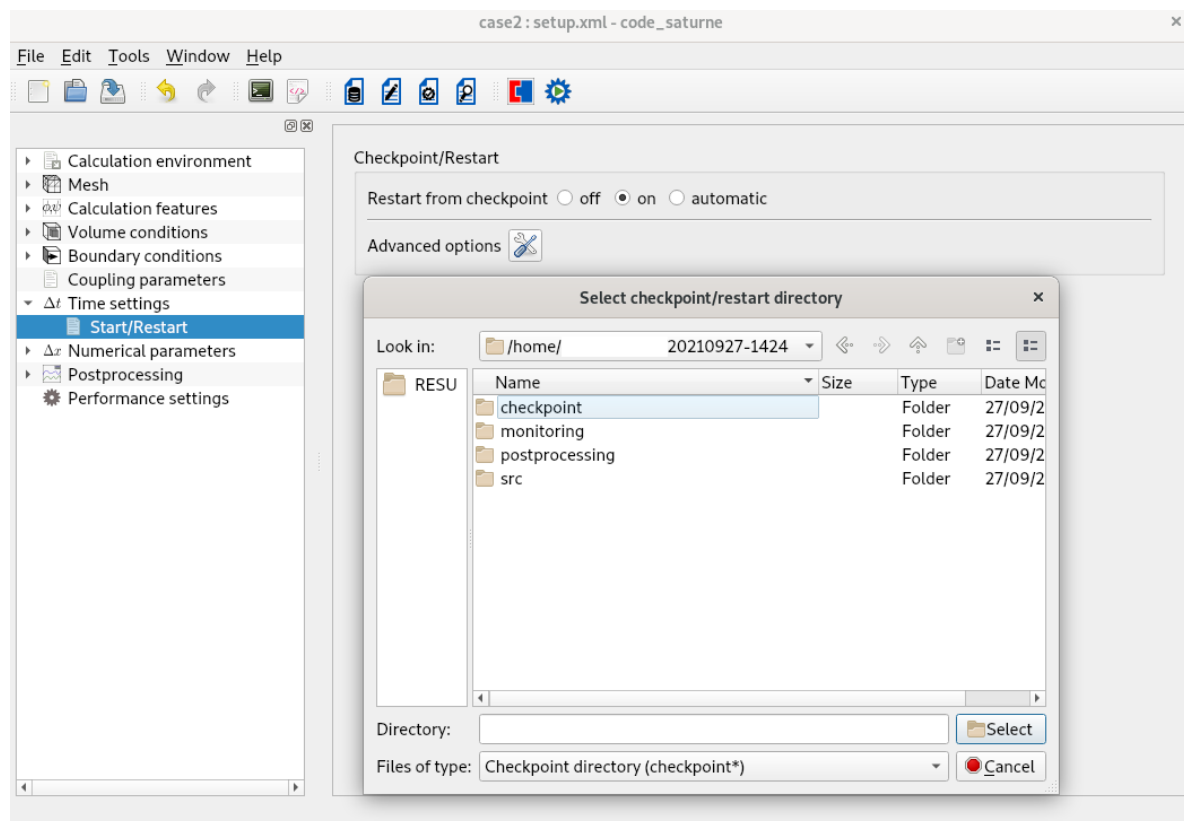 case2 : setup.xml - code_saturne
File Edit Tools Window Help
Calculation environment
Mesh
Calculation features
Volume conditions
Boundary conditions
Coupling parameters
Δt Time settings
Start/Restart
Δx Numerical parameters
Postprocessing
Performance settings
Checkpoint/Restart
Restart from checkpoint off on automatic
Advanced options
Select checkpoint/restart directory
Look in: /home/ 20210927-1424
RESU
Name Size Type Date Mo
checkpoint Folder 27/09/2
monitoring Folder 27/09/2
postprocessing Folder 27/09/2
src Folder 27/09/2
Directory: Select
Files of type: Checkpoint directory (checkpoint*) Cancel